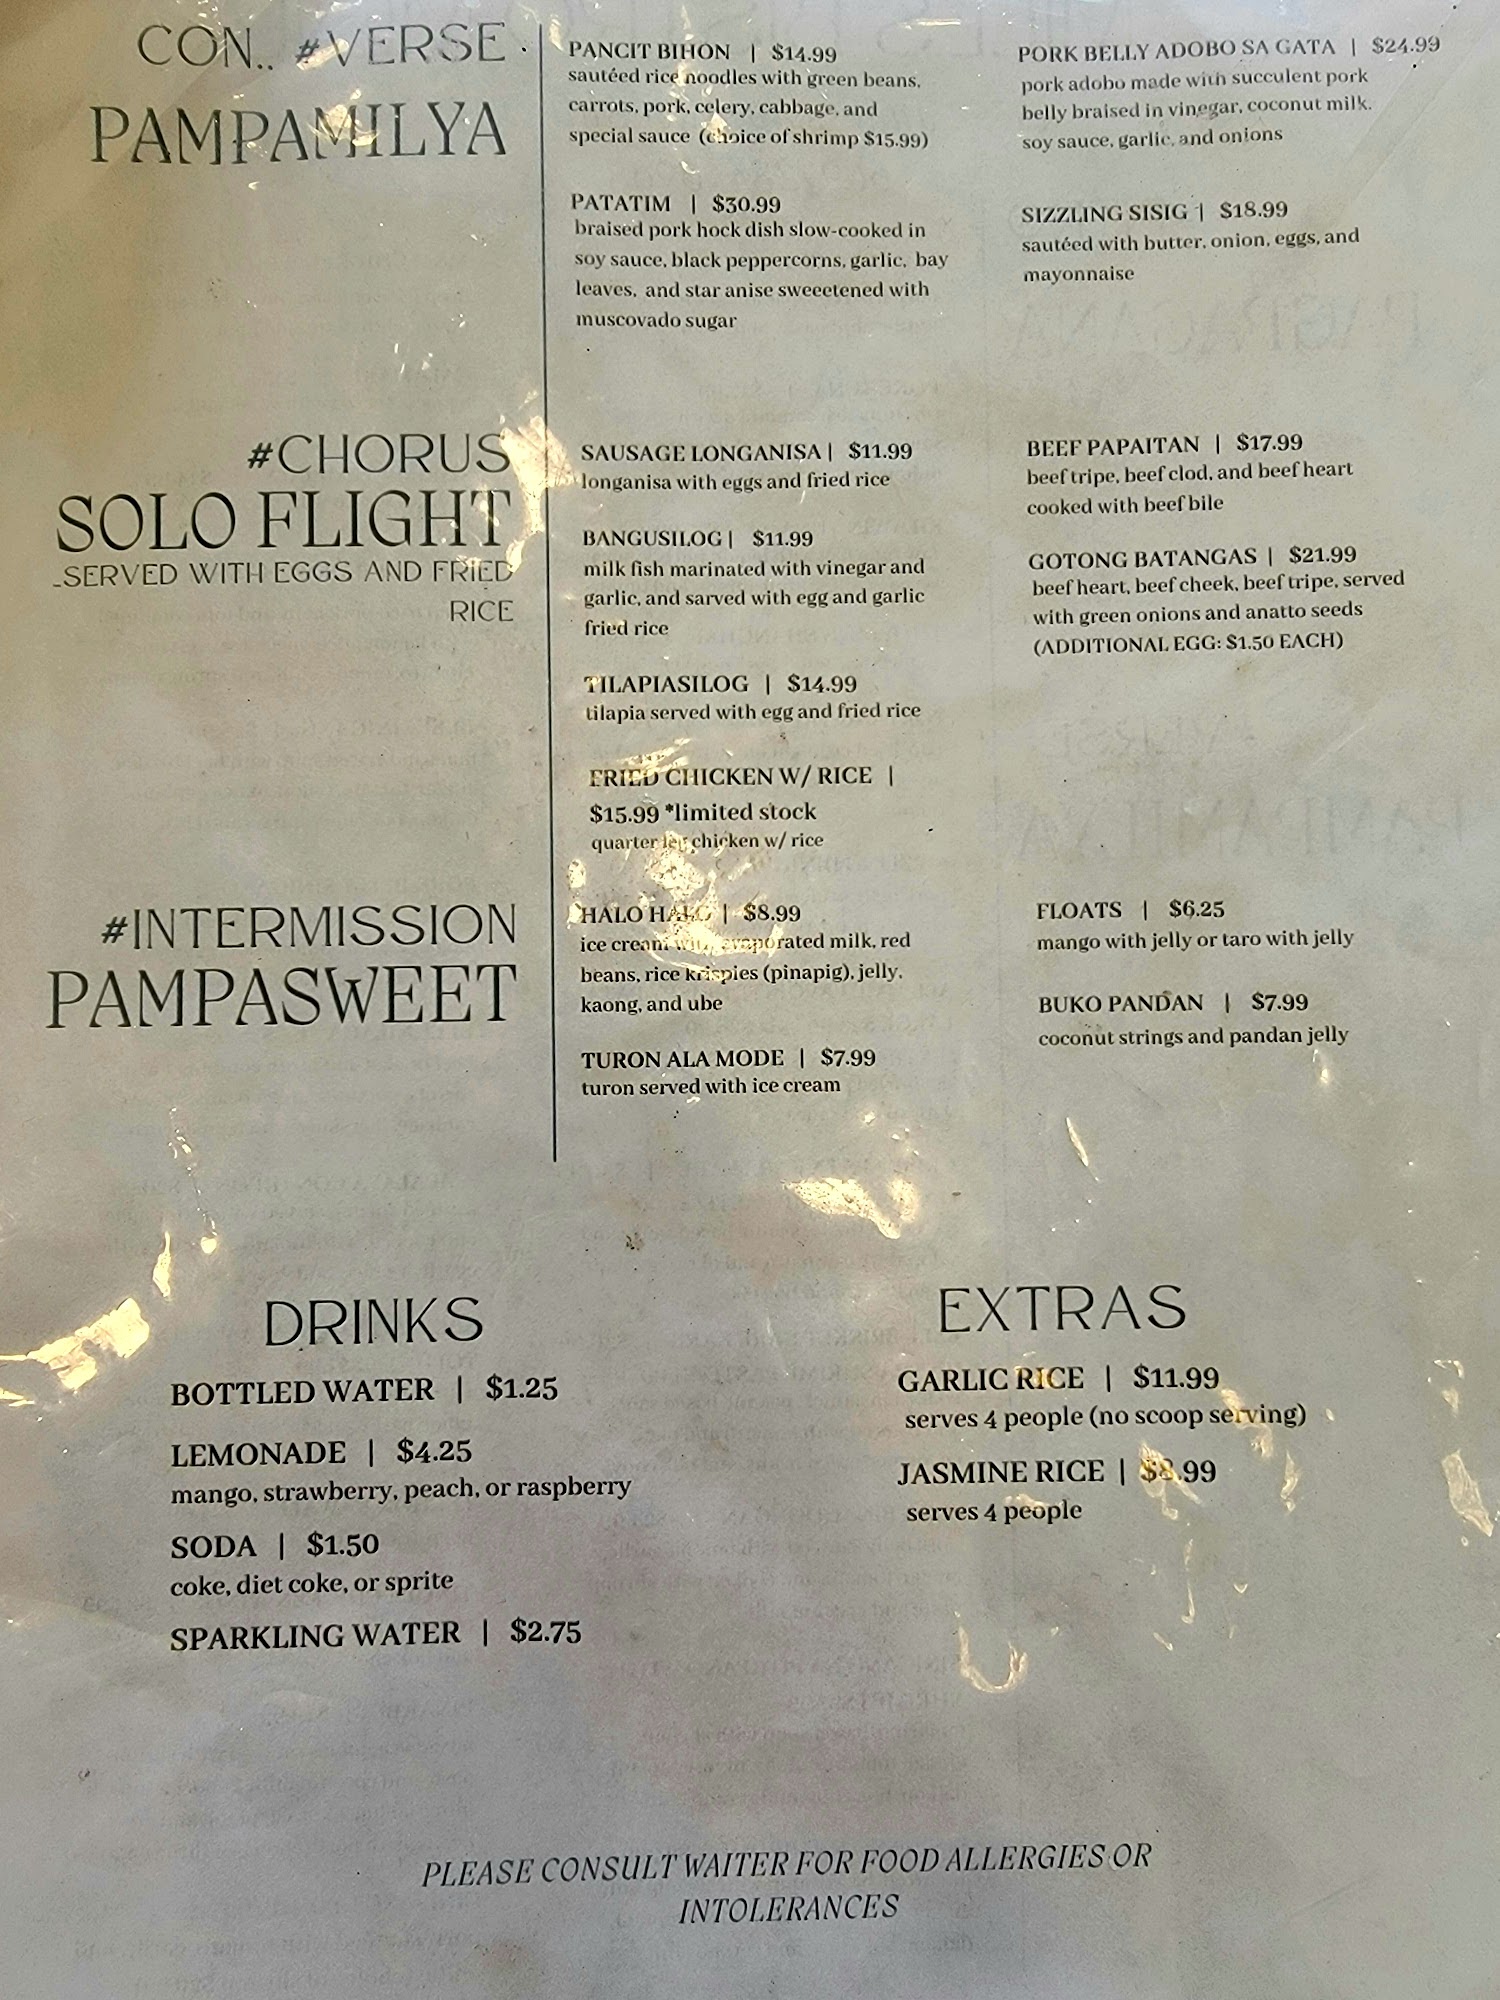 CON.. #VERSE
PAMPAMILYA
PANCIT BIHON | $14.99
sautéed rice noodles with green beans,
carrots, pork, celery, cabbage, and
special sauce (choice of shrimp $15.99)
PATATIM | $30.99
braised pork hock dish slow-cooked in
soy sauce, black peppercorns, garlic, bay
leaves, and star anise sweeetened with
muscovado sugar
PORK BELLY ADOBO SA GATA | $24.99
pork adobo made with succulent pork
belly braised in vinegar, coconut milk.
soy sauce, garlic, and onions
SIZZLING SISIG | $18.99
sautéed with butter, onion, eggs, and
mayonnaise
#CHORUS
SOLO FLIGHT
-SERVED WITH EGGS AND FRIED
RICE
SAUSAGE LONGANISA | $11.99
longanisa with eggs and fried rice
BANGUSILOG | $11.99
milk fish marinated with vinegar and
garlic, and sarved with egg and garlic
fried rice
TILAPIASILOG | $14.99
tilapia served with egg and fried rice
FRIED CHICKEN W/ RICE |
$15.99 *limited stock
quarter leg chicken w/ rice
BEEF PAPAITAN | $17.99
beef tripe, beef clod, and beef heart
cooked with beef bile
GOTONG BATANGAS | $21.99
beef heart, beef cheek, beef tripe, served
with green onions and anatto seeds
(ADDITIONAL EGG: $1.50 EACH)
#INTERMISSION
PAMPASWEET
HALO HALO | $8.99
ice cream with evaporated milk, red
beans, rice krispies (pinapig), jelly,
kaong, and ube
TURON ALA MODE | $7.99
turon served with ice cream
FLOATS | $6.25
mango with jelly or taro with jelly
BUKO PANDAN | $7.99
coconut strings and pandan jelly
DRINKS
BOTTLED WATER | $1.25
LEMONADE | $4.25
mango, strawberry, peach, or raspberry
SODA | $1.50
coke, diet coke, or sprite
SPARKLING WATER | $2.75
EXTRAS
GARLIC RICE | $11.99
serves 4 people (no scoop serving)
JASMINE RICE | $8.99
serves 4 people
PLEASE CONSULT WAITER FOR FOOD ALLERGIES OR
INTOLERANCES